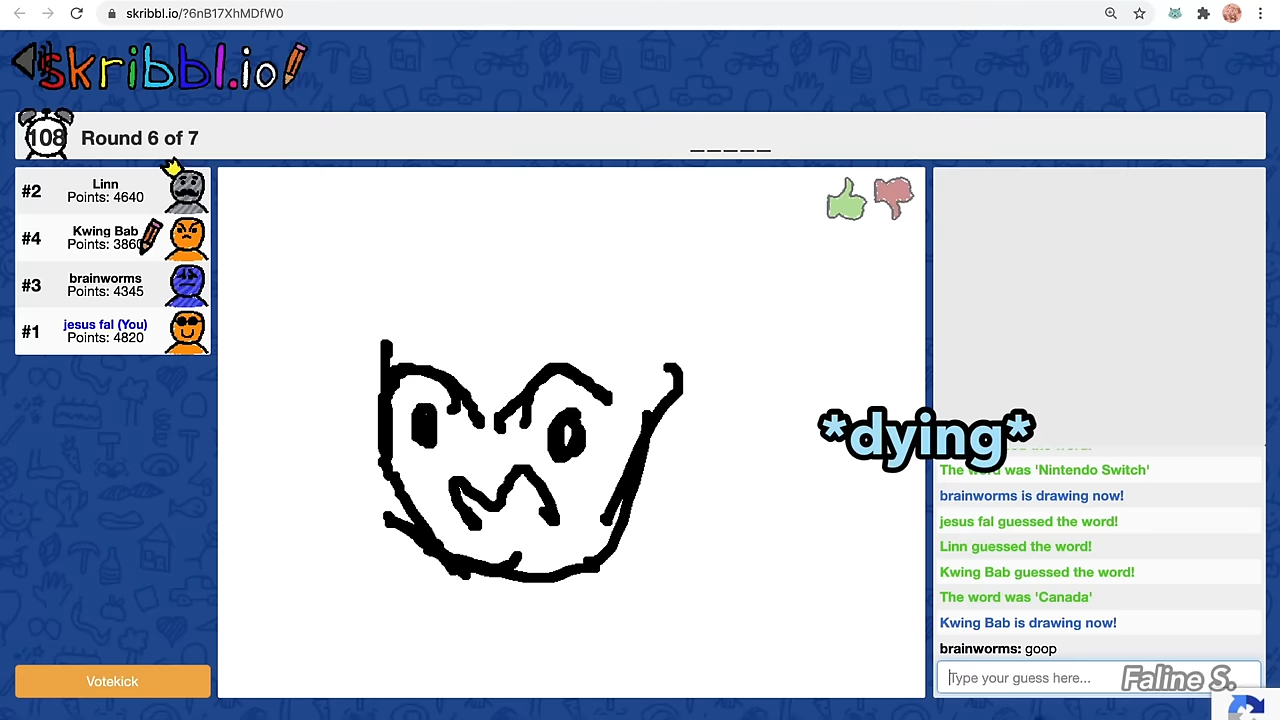 skribbl.io/?6nB17XhMDfW0
skribbl.io
108
Round 6 of 7
_ _ _ _ _
#2 Linn
Points: 4640
#4 Kwing Bab
Points: 3860
#3 brainworms
Points: 4345
#1 jesus fal (You)
Points: 4820
Votekick
*dying*
The word was 'Nintendo Switch'
brainworms is drawing now!
jesus fal guessed the word!
Linn guessed the word!
Kwing Bab guessed the word!
The word was 'Canada'
Kwing Bab is drawing now!
brainworms: goop
Type your guess here...
Faline S.